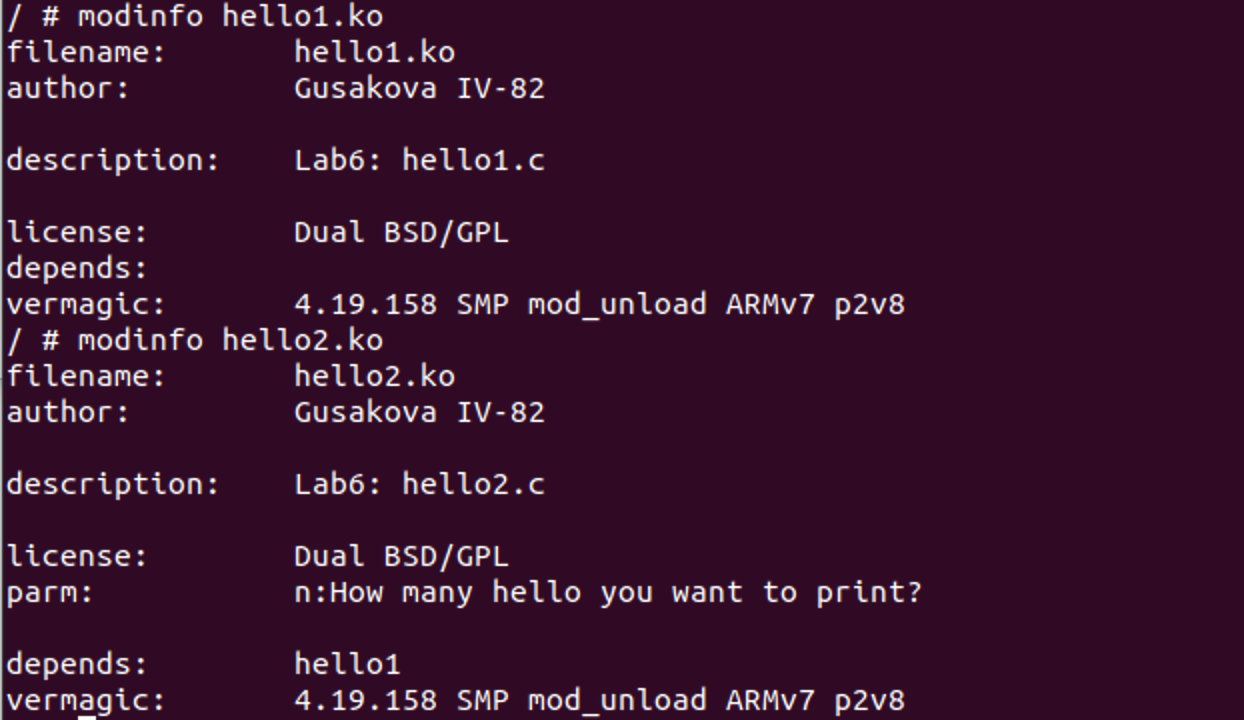 / # modinfo hello1.ko
filename:       hello1.ko
author:         Gusakova IV-82
description:    Lab6: hello1.c
license:        Dual BSD/GPL
depends:
vermagic:       4.19.158 SMP mod_unload ARMv7 p2v8
/ # modinfo hello2.ko
filename:       hello2.ko
author:         Gusakova IV-82
description:    Lab6: hello2.c
license:        Dual BSD/GPL
parm:           n:How many hello you want to print?
depends:        hello1
vermagic:       4.19.158 SMP mod_unload ARMv7 p2v8